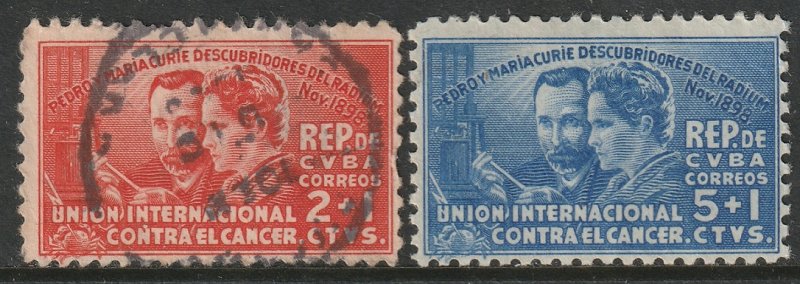 PEDRO Y MARIA CURIE DESCUBRIDORES DEL RADIUM
Nov. 1898
REP. DE
CVBA
CORREOS
UNION INTERNACIONAL 2+1
CONTRA EL CANCER. CTVS.
PEDRO Y MARIA CURIE DESCUBRIDORES DEL RADIUM
Nov. 1898
REP. DE
CVBA
CORREOS
UNION INTERNACIONAL 5+1
CONTRA EL CANCER. CTVS.